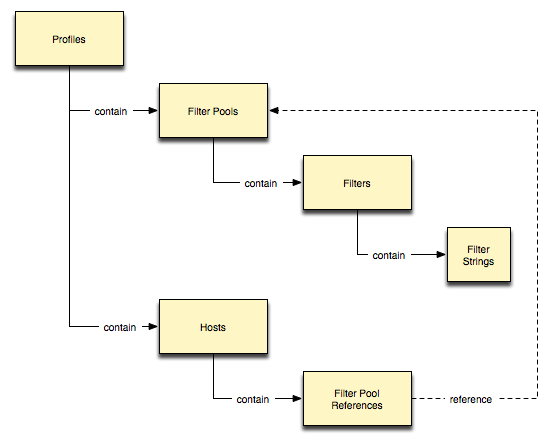 Profiles
contain
Filter Pools
contain
Filters
contain
Filter
Strings
contain
Hosts
contain
Filter Pool
References
reference